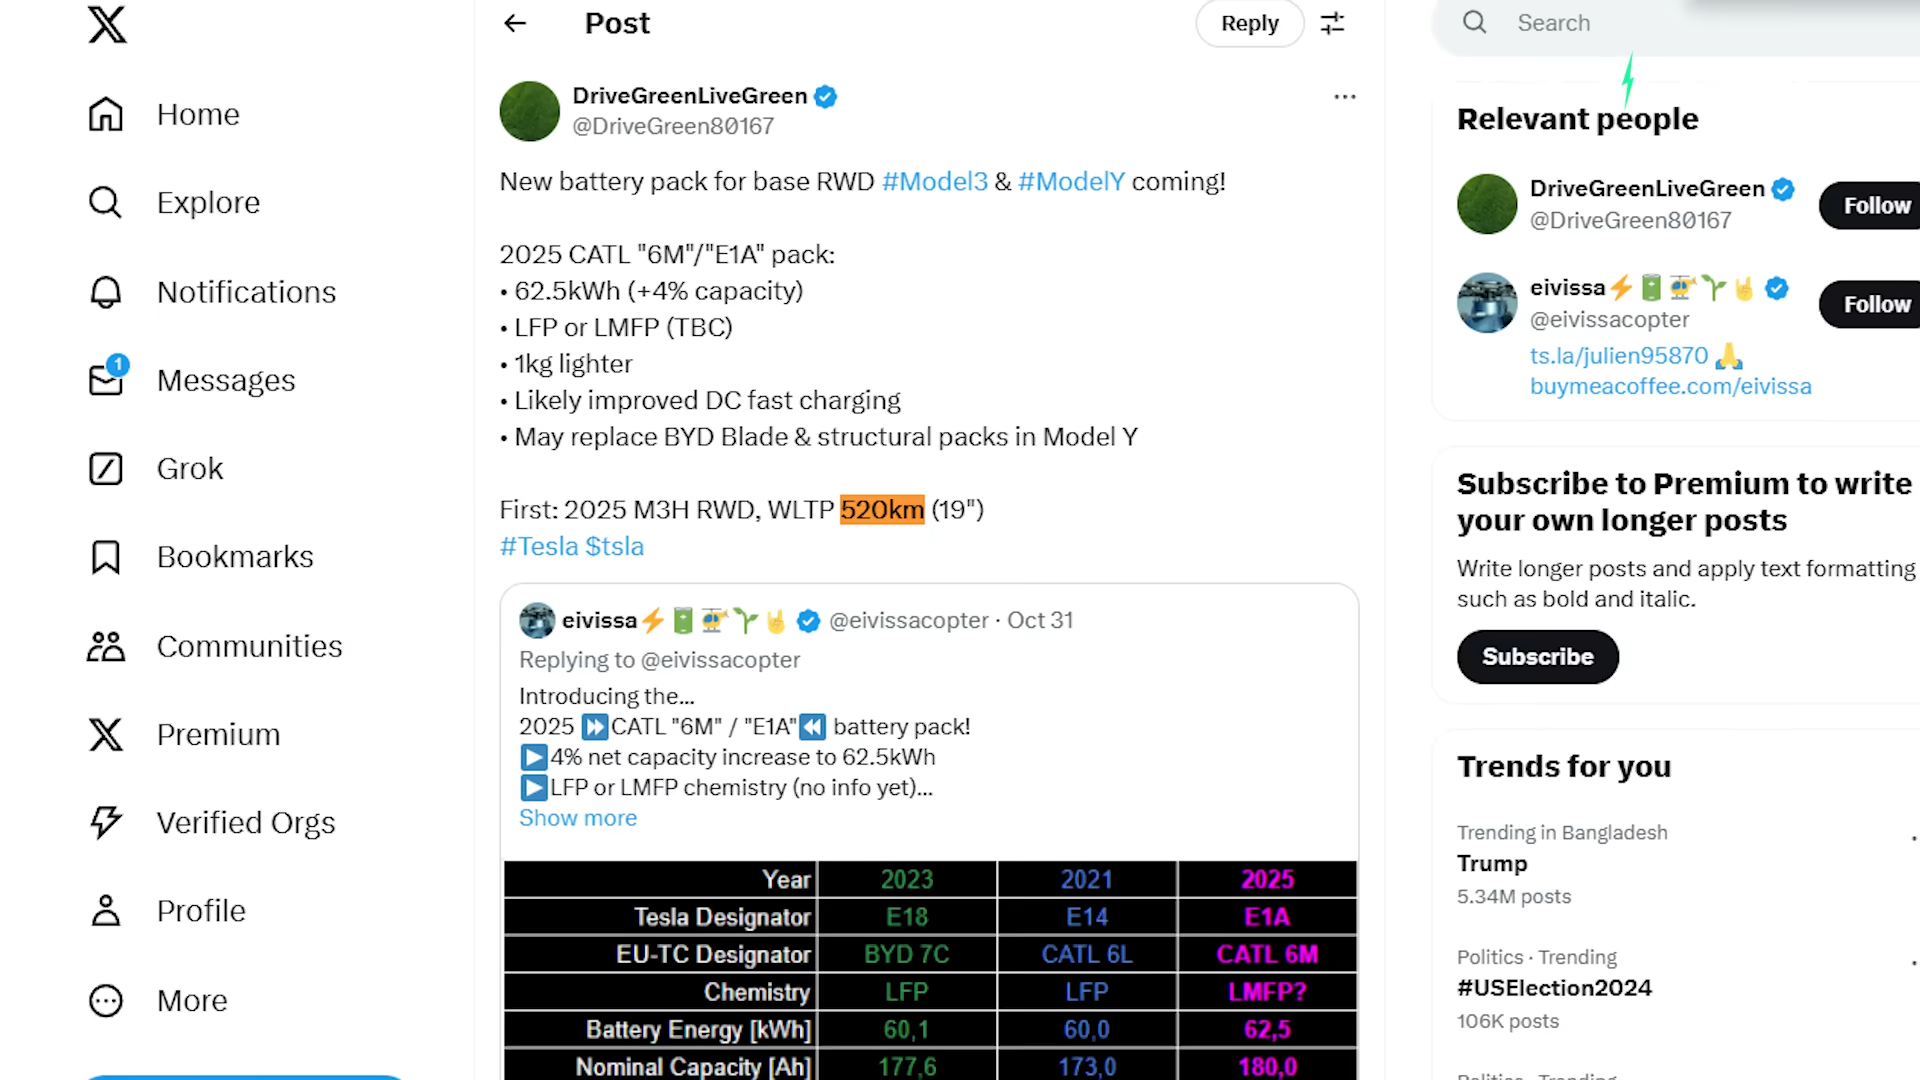 Home
Explore
Notifications
1
Messages
Grok
Bookmarks
Communities
Premium
Verified Orgs
Profile
More
Post
Reply
DriveGreenLiveGreen
@DriveGreen80167
New battery pack for base RWD #Model3 & #ModelY coming!
2025 CATL "6M"/"E1A" pack:
• 62.5kWh (+4% capacity)
• LFP or LMFP (TBC)
• 1kg lighter
• Likely improved DC fast charging
• May replace BYD Blade & structural packs in Model Y
First: 2025 M3H RWD, WLTP 520km (19")
#Tesla $tsla
eivissa⚡🔋🚁🌱🤘 @eivissacopter · Oct 31
Replying to @eivissacopter
Introducing the...
2025 ⏩CATL "6M" / "E1A"⏪ battery pack!
▶4% net capacity increase to 62.5kWh
▶LFP or LMFP chemistry (no info yet)...
Show more
Year 2023 2021 2025
Tesla Designator E18 E14 E1A
EU-TC Designator BYD 7C CATL 6L CATL 6M
Chemistry LFP LFP LMFP?
Battery Energy [kWh] 60,1 60,0 62,5
Nominal Capacity [Ah] 177,6 173,0 180,0
Search
Relevant people
DriveGreenLiveGreen
@DriveGreen80167
Follow
eivissa⚡🔋🚁🌱🤘
@eivissacopter
Follow
ts.la/julien95870 🙏
buymeacoffee.com/eivissa
Subscribe to Premium to write
your own longer posts
Write longer posts and apply text formatting
such as bold and italic.
Subscribe
Trends for you
Trending in Bangladesh
Trump
5.34M posts
Politics · Trending
#USElection2024
106K posts